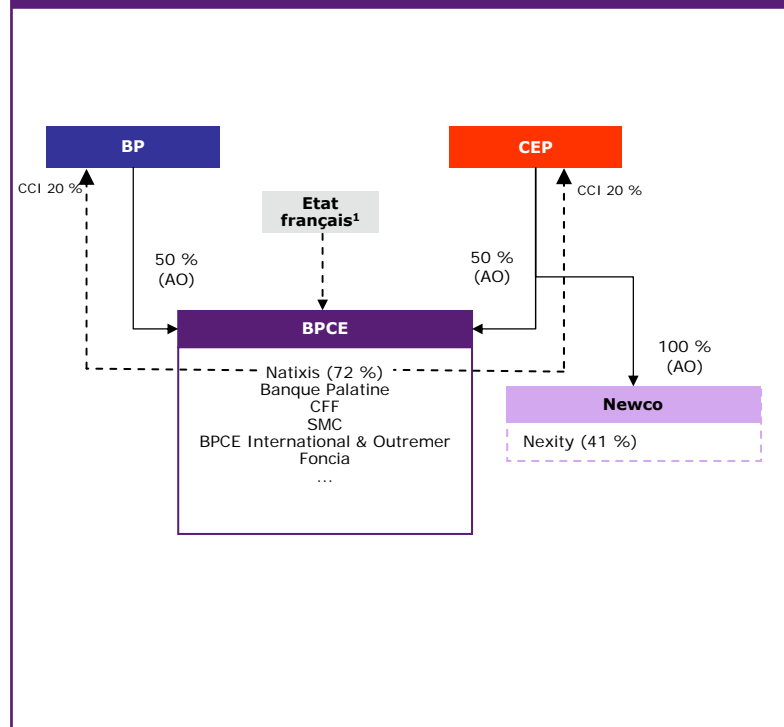 BP
CEP
CCI 20 %
CCI 20 %
Etat
français¹
50 %
(AO)
50 %
(AO)
BPCE
100 %
(AO)
Natixis (72 %)
Banque Palatine
CFF
SMC
BPCE International & Outremer
Foncia
...
Newco
Nexity (41 %)